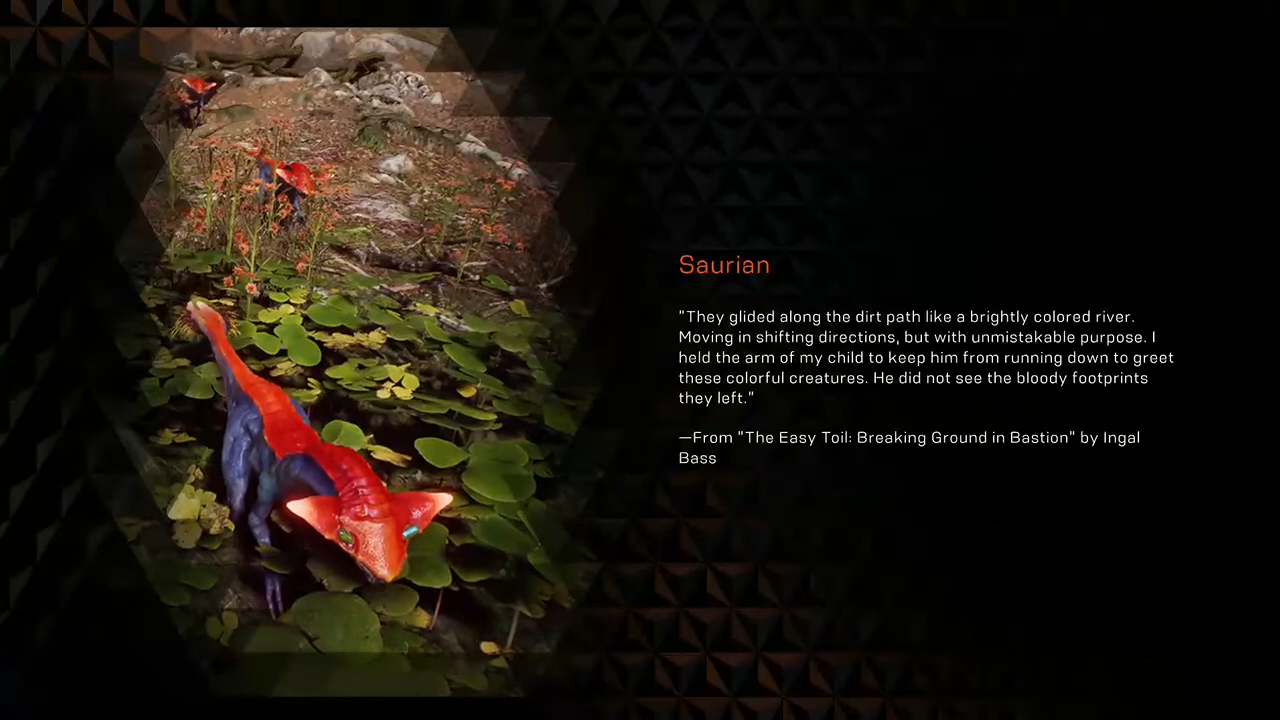 Saurian
"They glided along the dirt path like a brightly colored river.
Moving in shifting directions, but with unmistakable purpose. I
held the arm of my child to keep him from running down to greet
these colorful creatures. He did not see the bloody footprints
they left."
—From "The Easy Toil: Breaking Ground in Bastion" by Ingal
Bass